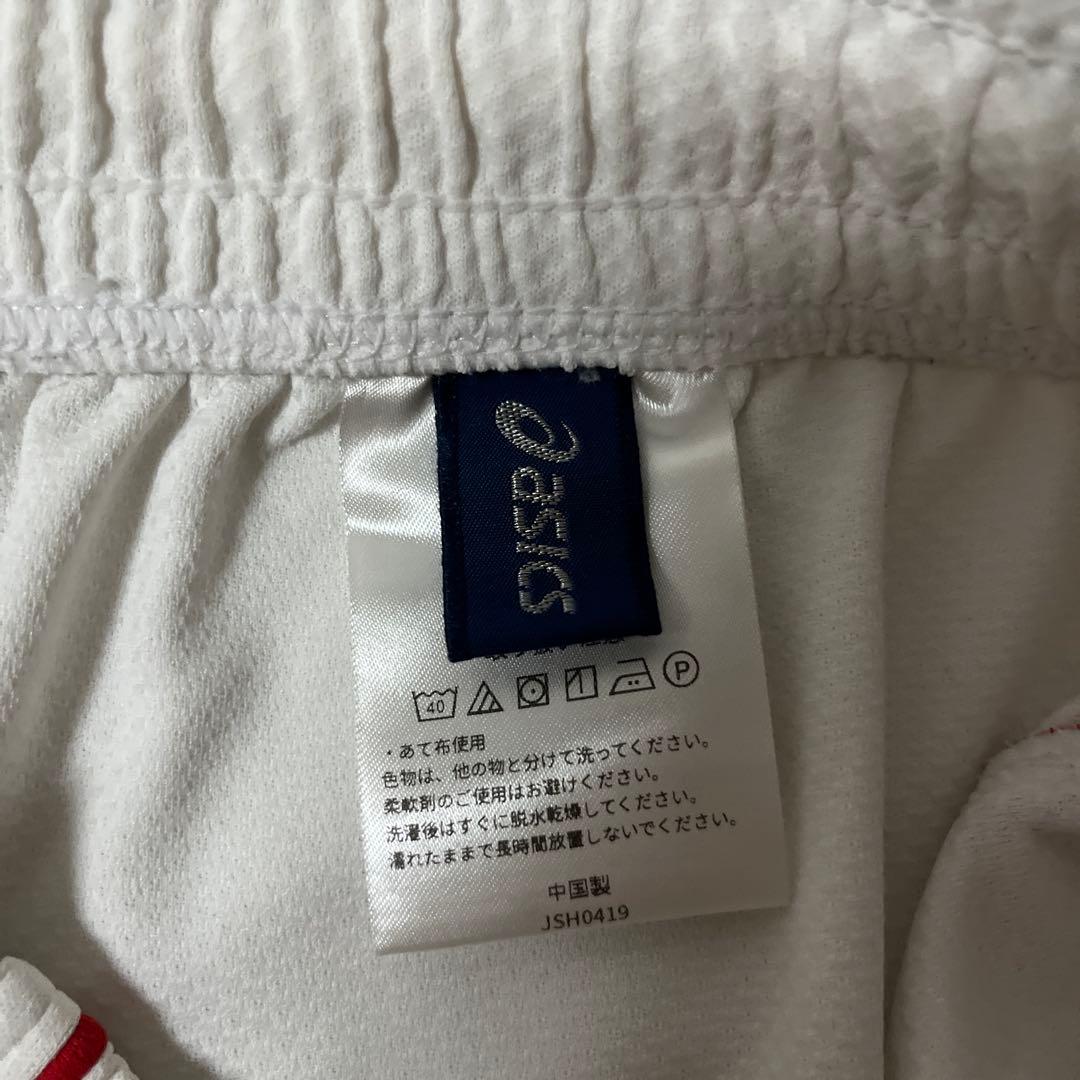 asics
40
P
・あて布使用
色物は、他の物と分けて洗ってください。
柔軟剤のご使用はお避けください。
洗濯後はすぐに脱水乾燥してください。
濡れたままで長時間放置しないでください。
中国製
JSH0419